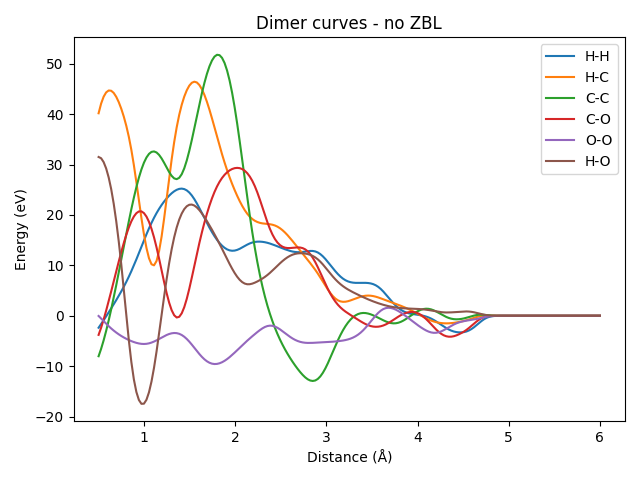 Dimer curves - no ZBL
H-H
H-C
C-C
C-O
O-O
H-O
Energy (eV)
50
40
30
20
10
0
−10
−20
1 2 3 4 5 6
Distance (Å)